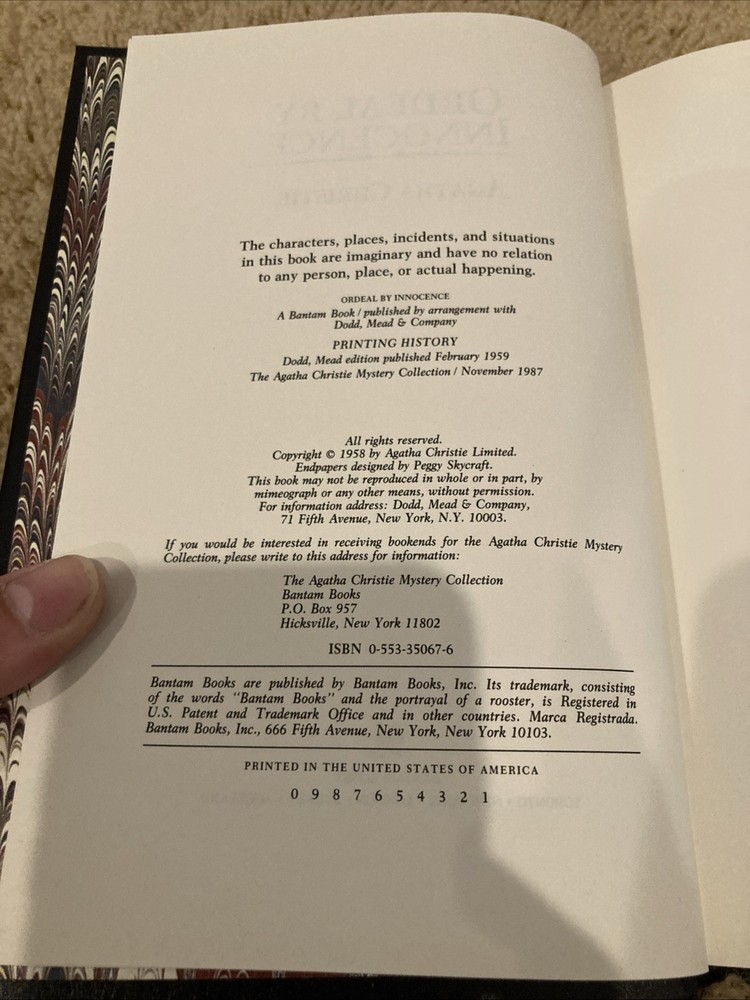 The characters, places, incidents, and situations
in this book are imaginary and have no relation
to any person, place, or actual happening.
ORDEAL BY INNOCENCE
A Bantam Book / published by arrangement with
Dodd, Mead & Company
PRINTING HISTORY
Dodd, Mead edition published February 1959
The Agatha Christie Mystery Collection / November 1987
All rights reserved.
Copyright © 1958 by Agatha Christie Limited.
Endpapers designed by Peggy Skycraft.
This book may not be reproduced in whole or in part, by
mimeograph or any other means, without permission.
For information address: Dodd, Mead & Company,
71 Fifth Avenue, New York, N.Y. 10003.
If you would be interested in receiving bookends for the Agatha Christie Mystery
Collection, please write to this address for information:
The Agatha Christie Mystery Collection
Bantam Books
P.O. Box 957
Hicksville, New York 11802
ISBN 0-553-35067-6
Bantam Books are published by Bantam Books, Inc. Its trademark, consisting
of the words "Bantam Books" and the portrayal of a rooster, is Registered in
U.S. Patent and Trademark Office and in other countries. Marca Registrada.
Bantam Books, Inc., 666 Fifth Avenue, New York, New York 10103.
PRINTED IN THE UNITED STATES OF AMERICA
0 9 8 7 6 5 4 3 2 1